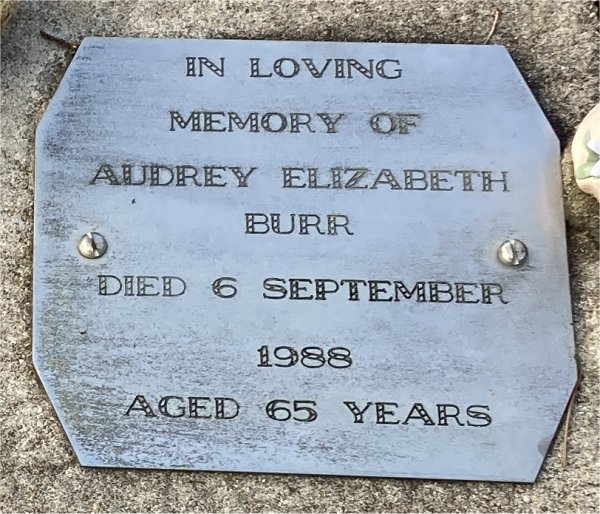 IN LOVING
MEMORY OF
AUDREY ELIZABETH
BURR
DIED 6 SEPTEMBER
1988
AGED 65 YEARS